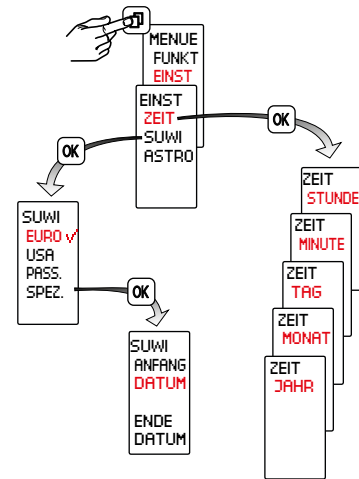 MENUE
FUNKT
EINST
EINST
ZEIT
SUWI
ASTRO
OK
OK
SUWI
EURO ✓
USA
PASS.
SPEZ.
OK
SUWI
ANFANG
DATUM
ENDE
DATUM
ZEIT
STUNDE
ZEIT
MINUTE
ZEIT
TAG
ZEIT
MONAT
ZEIT
JAHR